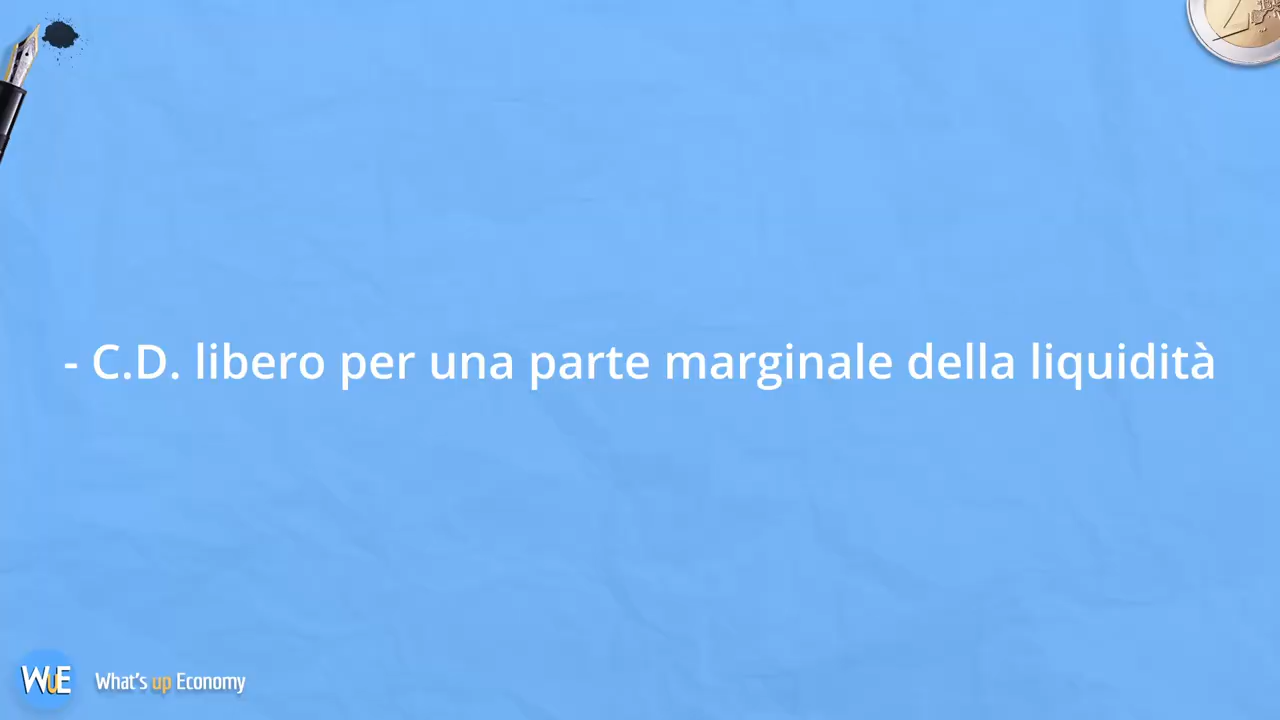 - C.D. libero per una parte marginale della liquidità
WuE What's up Economy